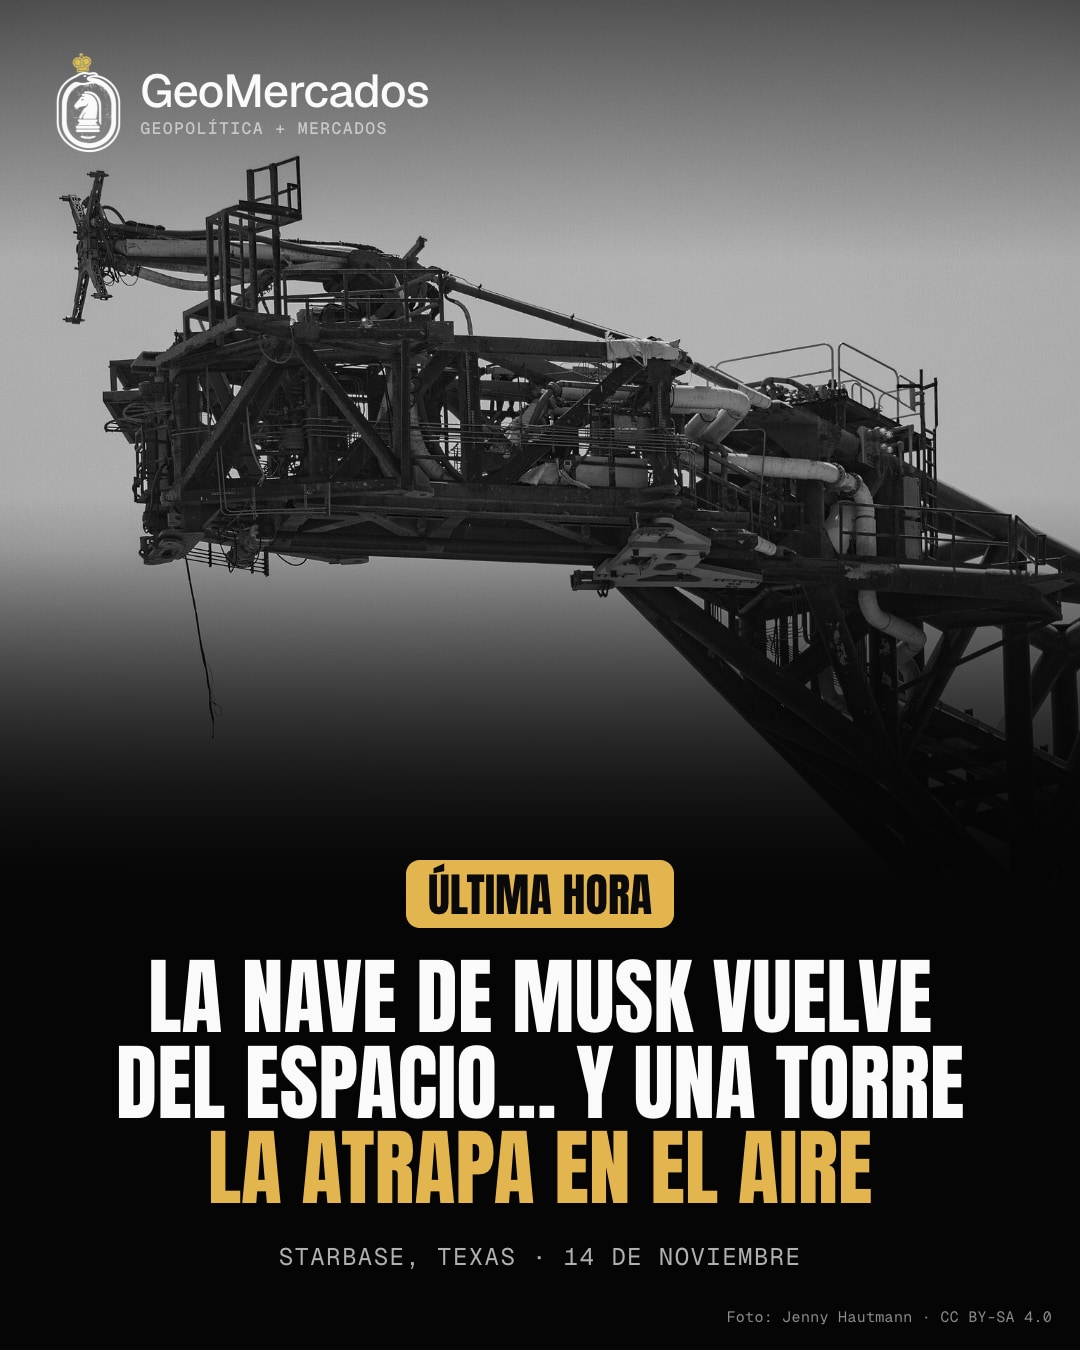 GeoMercados
GEOPOLÍTICA + MERCADOS
ÚLTIMA HORA
LA NAVE DE MUSK VUELVE
DEL ESPACIO... Y UNA TORRE
LA ATRAPA EN EL AIRE
STARBASE, TEXAS · 14 DE NOVIEMBRE
Foto: Jenny Hautmann · CC BY-SA 4.0